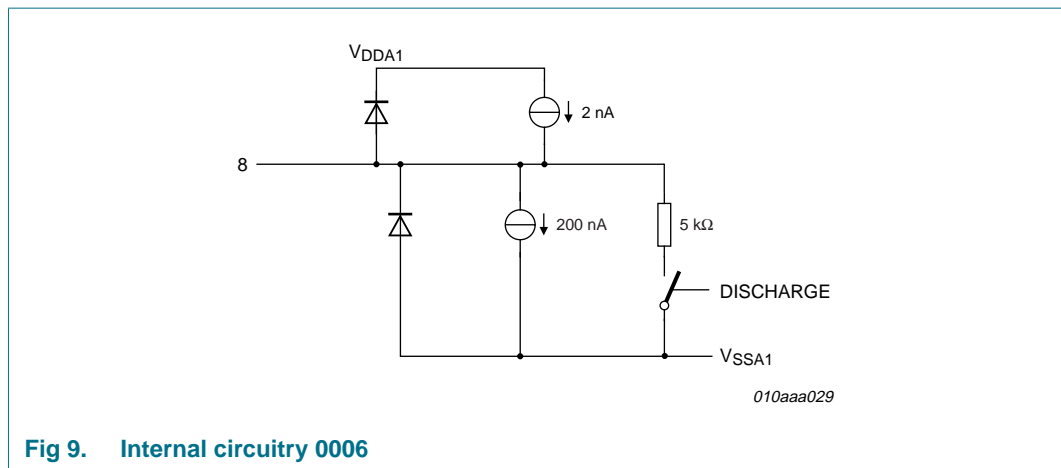 VDDA1
2 nA
8
200 nA
5 kΩ
DISCHARGE
VSSA1
010aaa029
Fig 9. Internal circuitry 0006